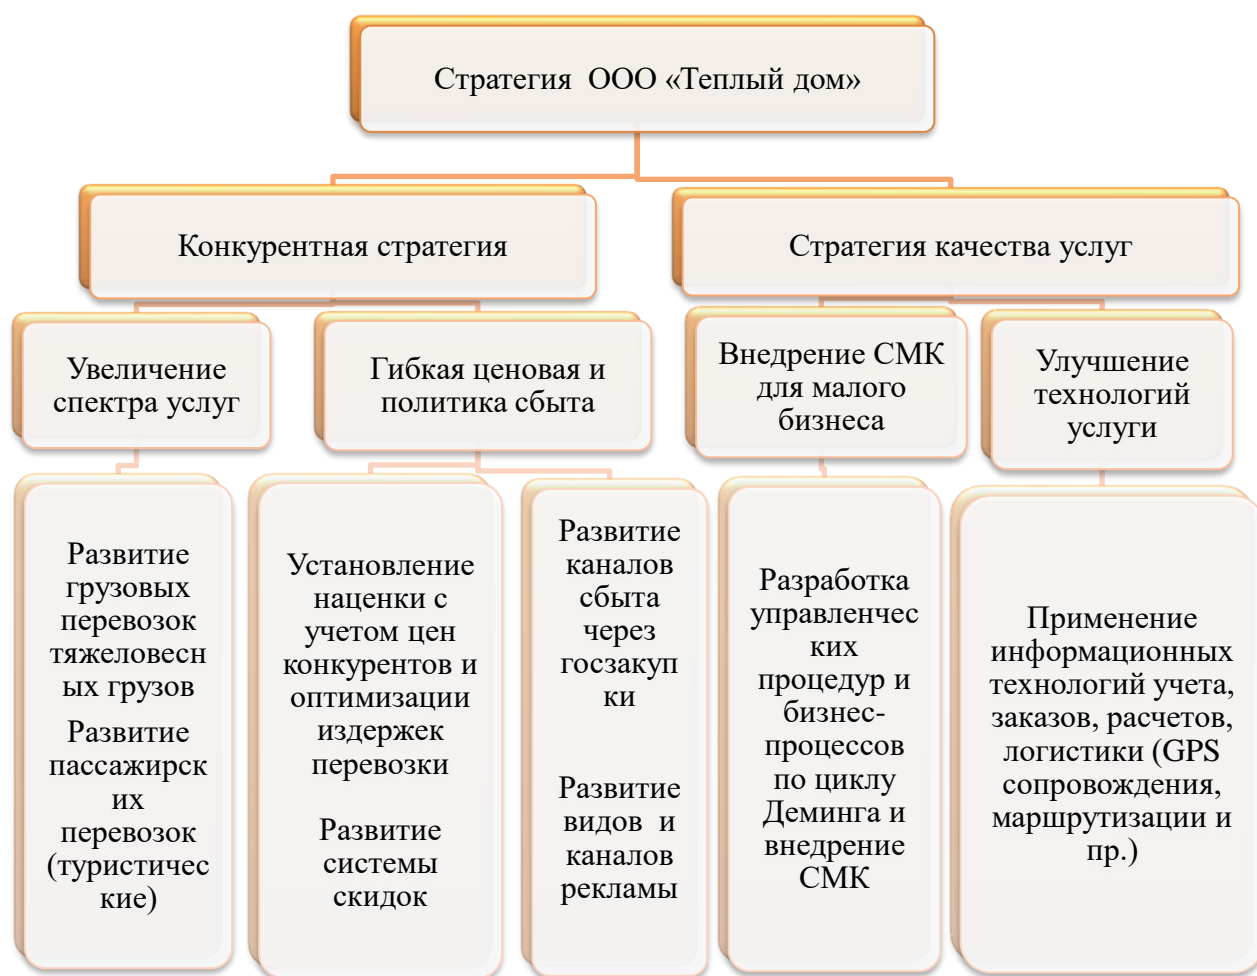 Стратегия  ООО «Теплый дом»
Конкурентная стратегия
Стратегия качества услуг
Увеличение
спектра услуг
Гибкая ценовая и
политика сбыта
Внедрение СМК
для малого
бизнеса
Улучшение
технологий
услуги
Развитие
грузовых
перевозок
тяжеловесн
ых грузов
Развитие
пассажирск
их
перевозок
(туристичес
кие)
Установление
наценки с
учетом цен
конкурентов и
оптимизации
издержек
перевозки
Развитие
системы
скидок
Развитие
каналов
сбыта
через
госзакуп
ки
Развитие
видов  и
каналов
рекламы
Разработка
управленчес
ких
процедур и
бизнес-
процессов
по циклу
Деминга и
внедрение
СМК
Применение
информационных
технологий учета,
заказов, расчетов,
логистики (GPS
сопровождения,
маршрутизации и
пр.)